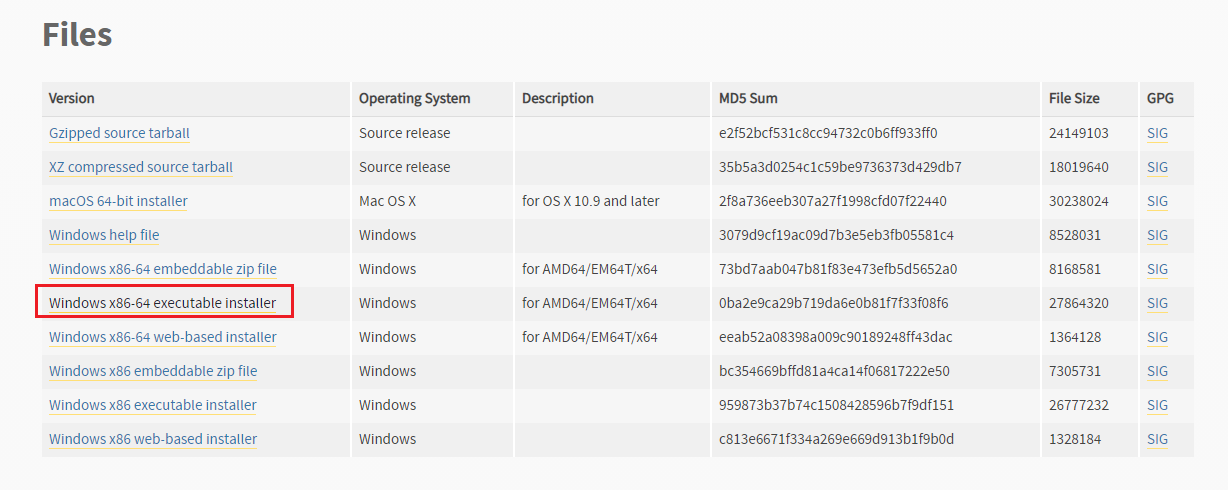 Files
Version Operating System Description MD5 Sum File Size GPG
Gzipped source tarball Source release e2f52bcf531c8cc94732c0b6ff933ff0 24149103 SIG
XZ compressed source tarball Source release 35b5a3d0254c1c59be9736373d429db7 18019640 SIG
macOS 64-bit installer Mac OS X for OS X 10.9 and later 2f8a736eeb307a27f1998cfd07f22440 30238024 SIG
Windows help file Windows 3079d9cf19ac09d7b3e5eb3fb05581c4 8528031 SIG
Windows x86-64 embeddable zip file Windows for AMD64/EM64T/x64 73bd7aab047b81f83e473efb5d5652a0 8168581 SIG
Windows x86-64 executable installer Windows for AMD64/EM64T/x64 0ba2e9ca29b719da6e0b81f7f33f08f6 27864320 SIG
Windows x86-64 web-based installer Windows for AMD64/EM64T/x64 eeab52a08398a009c90189248ff43dac 1364128 SIG
Windows x86 embeddable zip file Windows bc354669bffd81a4ca14f06817222e50 7305731 SIG
Windows x86 executable installer Windows 959873b37b74c1508428596b7f9df151 26777232 SIG
Windows x86 web-based installer Windows c813e6671f334a269e669d913b1f9b0d 1328184 SIG